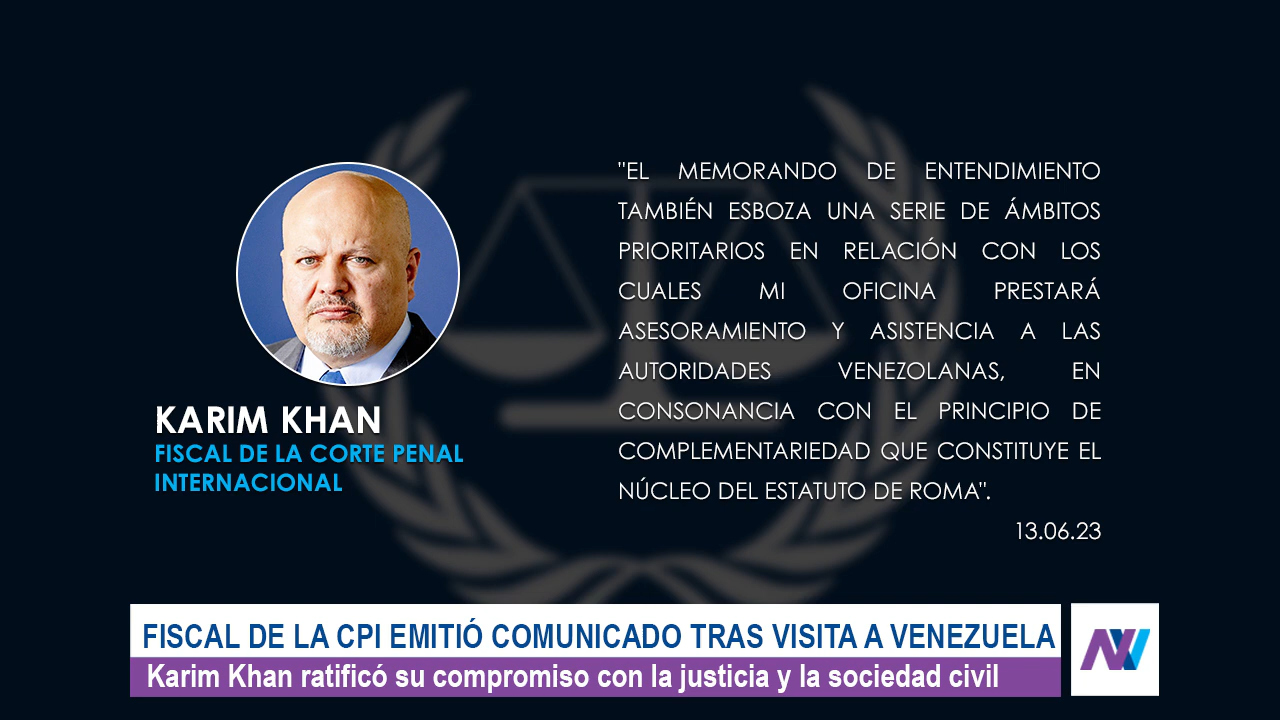 "EL MEMORANDO DE ENTENDIMIENTO
TAMBIÉN ESBOZA UNA SERIE DE ÁMBITOS
PRIORITARIOS EN RELACIÓN CON LOS
CUALES MI OFICINA PRESTARÁ
ASESORAMIENTO Y ASISTENCIA A LAS
AUTORIDADES VENEZOLANAS, EN
CONSONANCIA CON EL PRINCIPIO DE
COMPLEMENTARIEDAD QUE CONSTITUYE EL
NÚCLEO DEL ESTATUTO DE ROMA".
13.06.23
KARIM KHAN
FISCAL DE LA CORTE PENAL
INTERNACIONAL
FISCAL DE LA CPI EMITIÓ COMUNICADO TRAS VISITA A VENEZUELA
Karim Khan ratificó su compromiso con la justicia y la sociedad civil